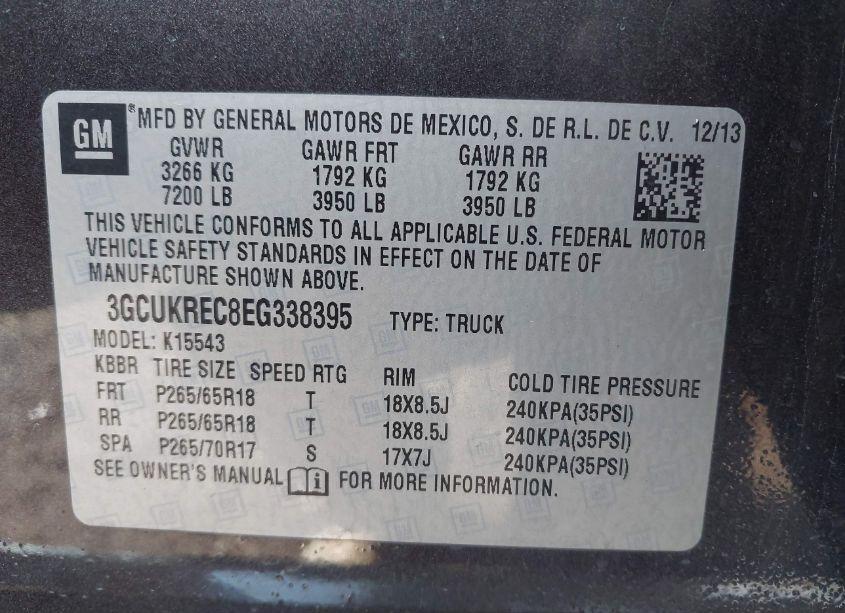 GM
® MFD BY GENERAL MOTORS DE MEXICO, S. DE R.L. DE C.V. 12/13
GVWR GAWR FRT GAWR RR
3266 KG 1792 KG 1792 KG
7200 LB 3950 LB 3950 LB
THIS VEHICLE CONFORMS TO ALL APPLICABLE U.S. FEDERAL MOTOR
VEHICLE SAFETY STANDARDS IN EFFECT ON THE DATE OF
MANUFACTURE SHOWN ABOVE.
3GCUKREC8EG338395 TYPE: TRUCK
MODEL: K15543
KBBR TIRE SIZE SPEED RTG RIM COLD TIRE PRESSURE
FRT P265/65R18 T 18X8.5J 240KPA(35PSI)
RR P265/65R18 T 18X8.5J 240KPA(35PSI)
SPA P265/70R17 S 17X7J 240KPA(35PSI)
SEE OWNER'S MANUAL i FOR MORE INFORMATION.